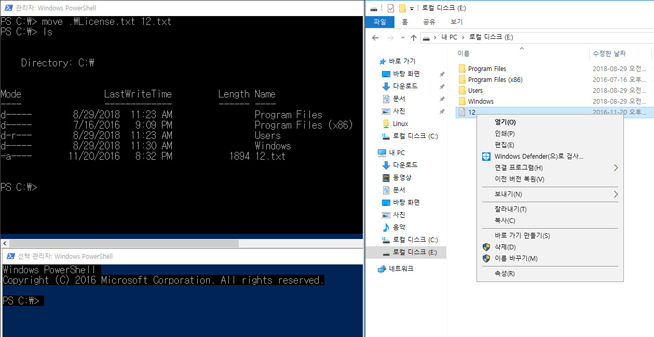 관리자: Windows PowerShell
PS C:₩> move .₩License.txt 12.txt
PS C:₩> ls
Directory: C:₩
Mode LastWriteTime Length Name
---- ------------- ------ ----
d----- 8/29/2018 11:23 AM Program Files
d----- 7/16/2016 9:09 PM Program Files (x86)
d-r--- 8/29/2018 11:23 AM Users
d----- 8/29/2018 11:30 AM Windows
-a---- 11/20/2016 8:32 PM 1894 12.txt
PS C:₩>
선택 관리자: Windows PowerShell
Windows PowerShell
Copyright (C) 2016 Microsoft Corporation. All rights reserved.
PS C:₩>
로컬 디스크 (E:)
파일 홈 공유 보기
내 PC > 로컬 디스크 (E:)
바로 가기
바탕 화면
다운로드
문서
사진
Linux
로컬 디스크 (C:)
내 PC
다운로드
동영상
문서
바탕 화면
사진
음악
로컬 디스크 (C:)
로컬 디스크 (E:)
네트워크
이름 수정한 날짜
Program Files 2018-08-29 오전...
Program Files (x86) 2016-07-16 오후...
Users 2018-08-29 오전...
Windows 2018-08-29 오전...
12 2016-11-20 오후...
열기(O)
인쇄(P)
편집(E)
Windows Defender(으)로 검사...
연결 프로그램(H)
이전 버전 복원(V)
보내기(N)
잘라내기(T)
복사(C)
바로 가기 만들기(S)
삭제(D)
이름 바꾸기(M)
속성(R)